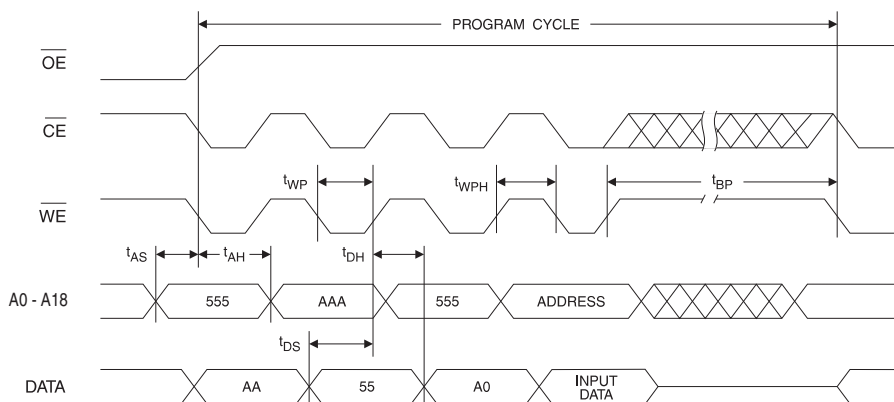 PROGRAM CYCLE
OE
CE
tWP
tWPH
tBP
WE
tAS
tAH
tDH
A0 - A18
555
AAA
555
ADDRESS
tDS
DATA
AA
55
A0
INPUT
DATA